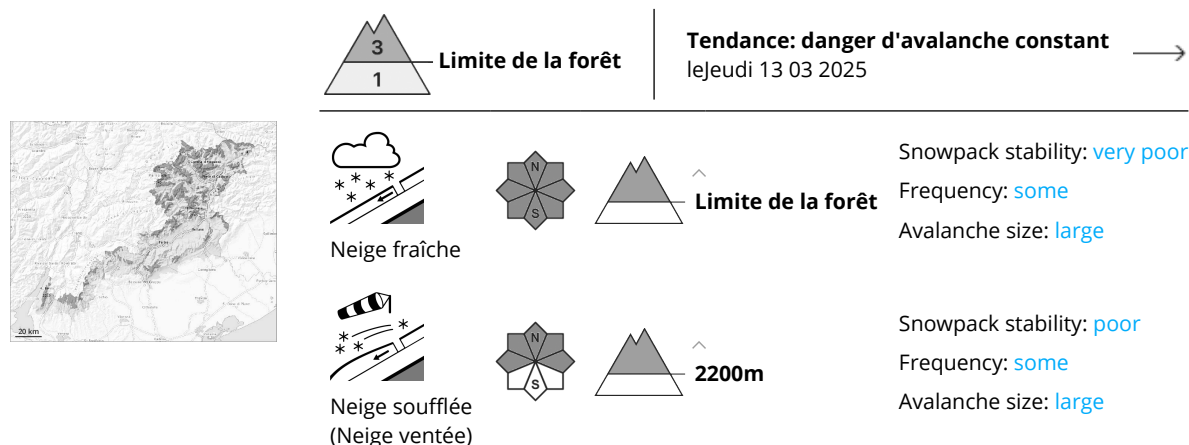 3
1
Limite de la forêt
Tendance: danger d'avalanche constant
leJeudi 13 03 2025
20 km
N
S
Limite de la forêt
Snowpack stability: very poor
Frequency: some
Avalanche size: large
Neige fraîche
N
S
2200m
Snowpack stability: poor
Frequency: some
Avalanche size: large
Neige soufflée
(Neige ventée)